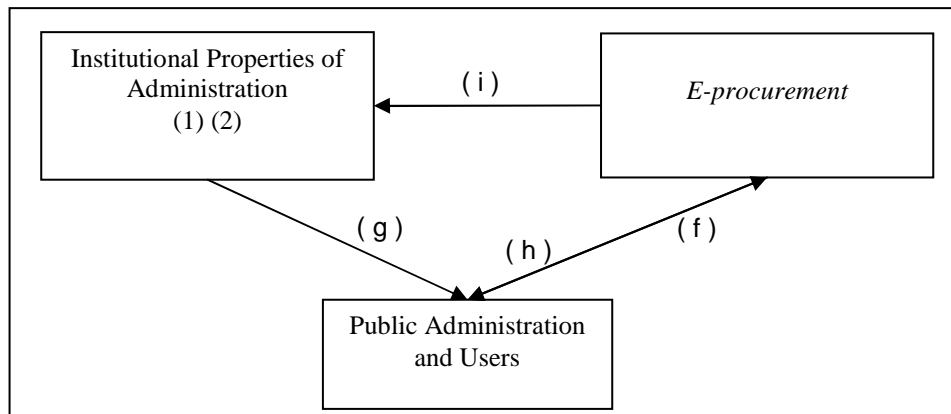 Institutional Properties of
Administration
(1) (2)
( i )
E-procurement
( g )
( h )
( f )
Public Administration
and Users